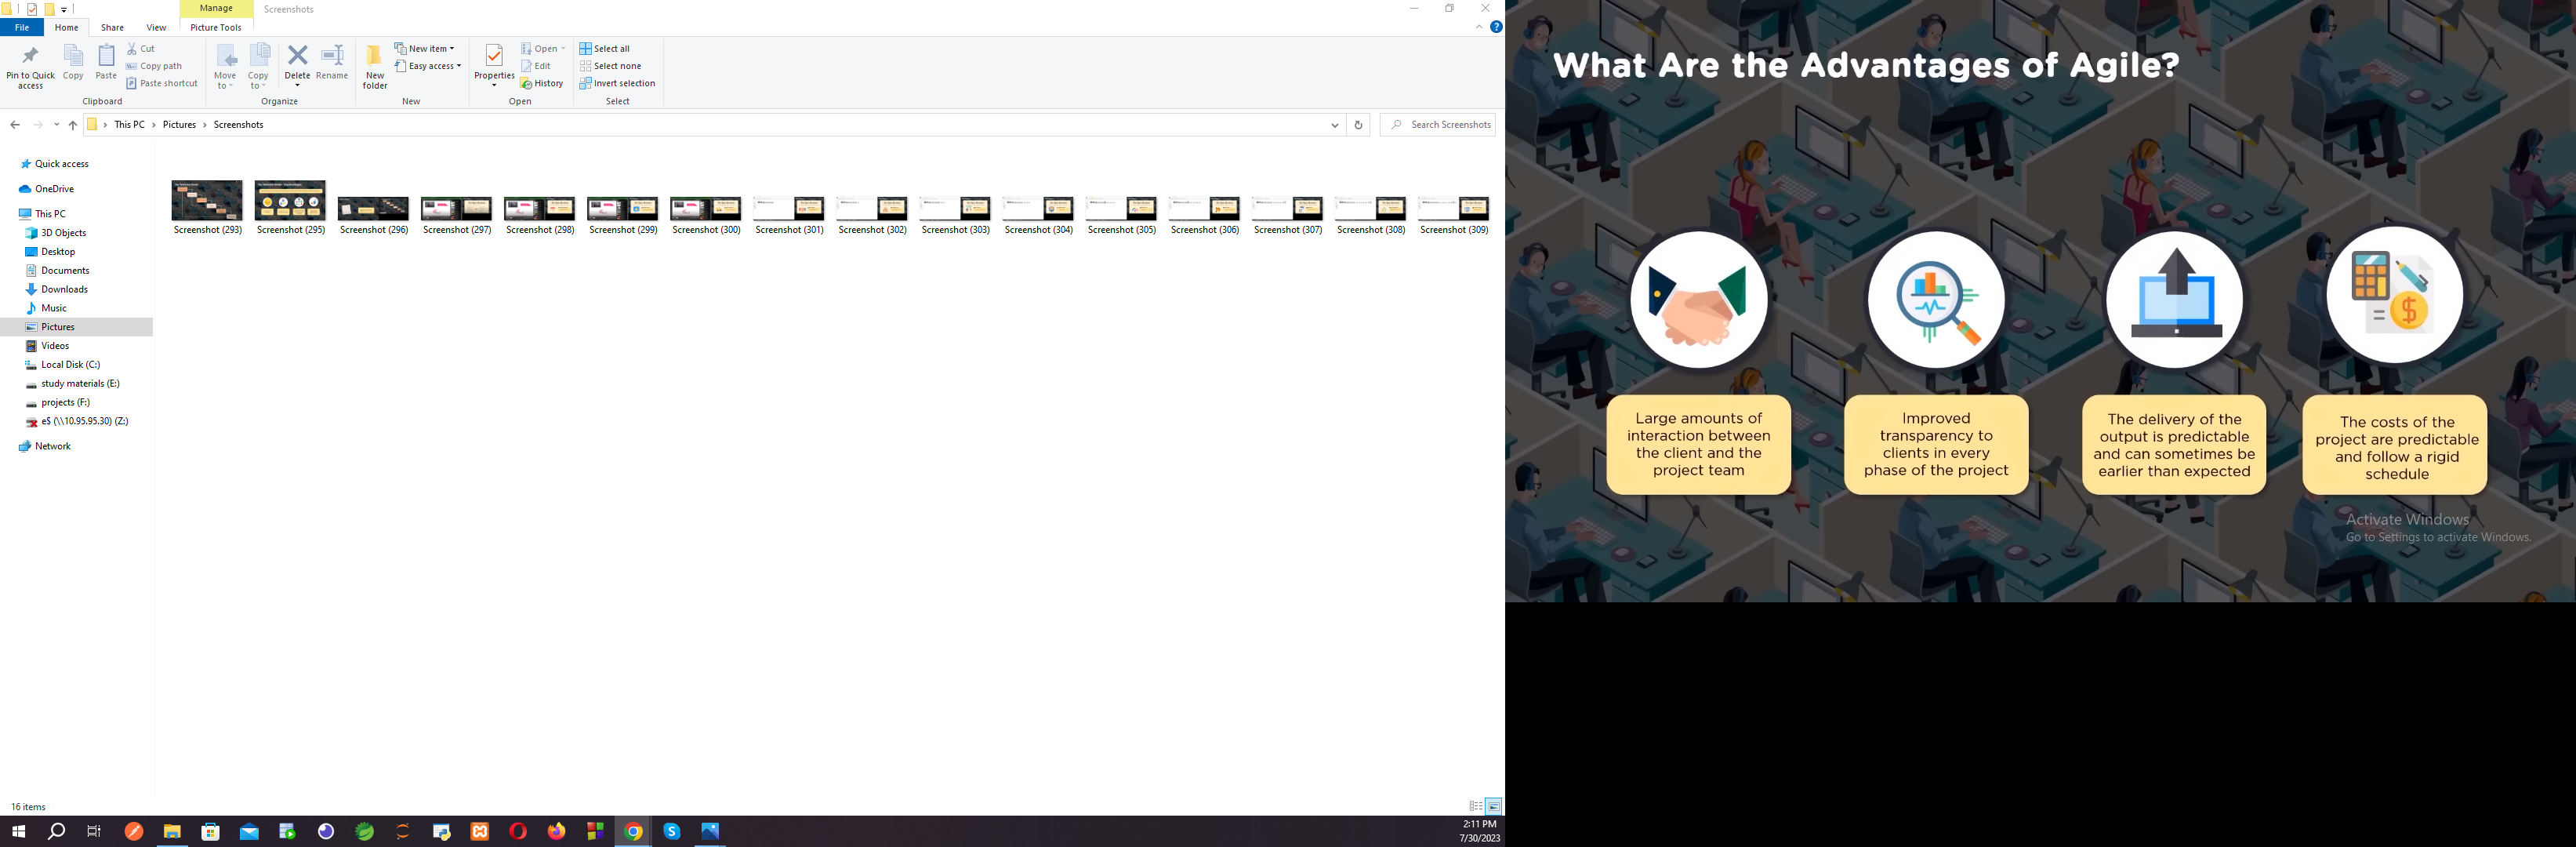 Manage
Screenshots
File
Home
Share
View
Picture Tools
Pin to Quick
access
Copy
Paste
Cut
Copy path
Paste shortcut
Clipboard
Move
to
Copy
to
Delete
Rename
Organize
New
folder
New item
Easy access
New
Properties
Open
Edit
History
Open
Select all
Select none
Invert selection
Select
This PC
Pictures
Screenshots
Search Screenshots
Quick access
OneDrive
This PC
3D Objects
Desktop
Documents
Downloads
Music
Pictures
Videos
Local Disk (C:)
study materials (E:)
projects (F:)
e$ (\\10.95.95.30) (Z:)
Network
Screenshot (293)
Screenshot (295)
Screenshot (296)
Screenshot (297)
Screenshot (298)
Screenshot (299)
Screenshot (300)
Screenshot (301)
Screenshot (302)
Screenshot (303)
Screenshot (304)
Screenshot (305)
Screenshot (306)
Screenshot (307)
Screenshot (308)
Screenshot (309)
16 items
2:11 PM
7/30/2023
What Are the Advantages of Agile?
Large amounts of
interaction between
the client and the
project team
Improved
transparency to
clients in every
phase of the project
The delivery of the
output is predictable
and can sometimes be
earlier than expected
The costs of the
project are predictable
and follow a rigid
schedule
Activate Windows
Go to Settings to activate Windows.